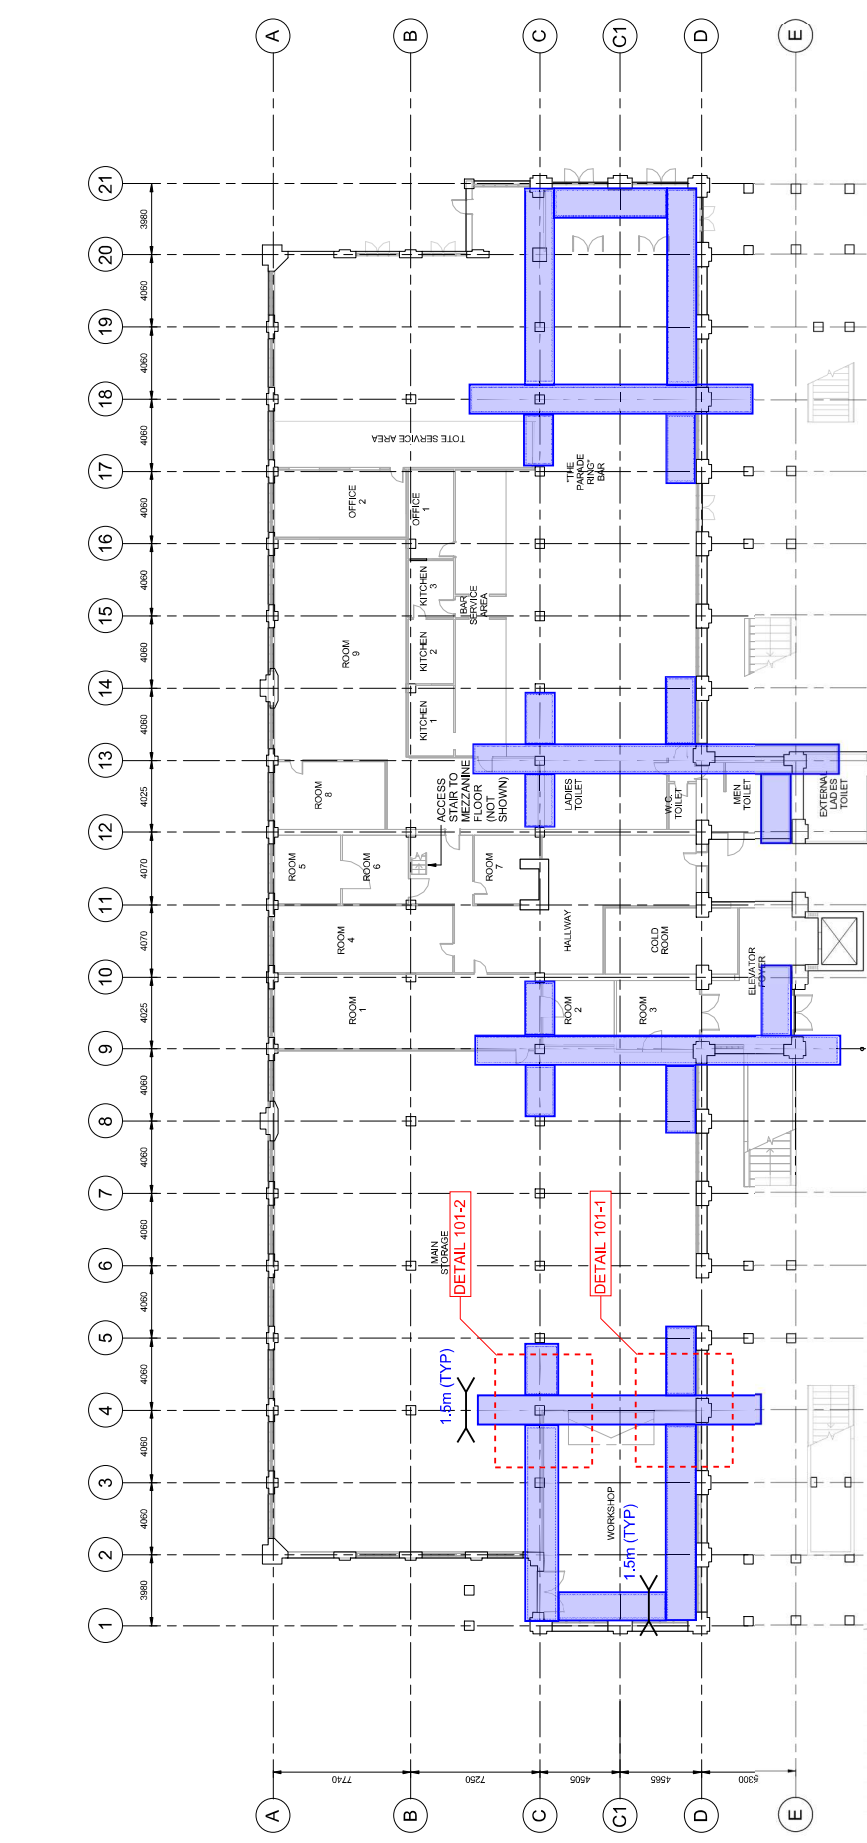 A
B
C
C1
D
E
21
20
19
18
17
16
15
14
13
12
11
10
9
8
7
6
5
4
3
2
1
3980
4060
4060
4060
4060
4060
4060
4060
4025
4070
4070
4025
4060
4060
4060
4060
4060
4060
4060
3980
TOTE SERVICE AREA
"THE
PARADE
RING"
BAR
OFFICE
2
OFFICE
1
KITCHEN
3
BAR
SERVICE
AREA
KITCHEN
2
ROOM
9
KITCHEN
1
ROOM
8
ACCESS
STAIR TO
MEZZANINE
FLOOR
(NOT
SHOWN)
LADIES
TOILET
W.C.
TOILET
MEN
TOILET
EXTERNAL
LADIES
TOILET
ROOM
5
ROOM
6
ROOM
7
ROOM
4
HALLWAY
COLD
ROOM
ELEVATOR
FOYER
ROOM
1
ROOM
2
ROOM
3
MAIN
STORAGE
DETAIL 101-2
DETAIL 101-1
1.5m (TYP)
WORKSHOP
1.5m (TYP)
7740
7250
4505
4565
5300
A
B
C
C1
D
E